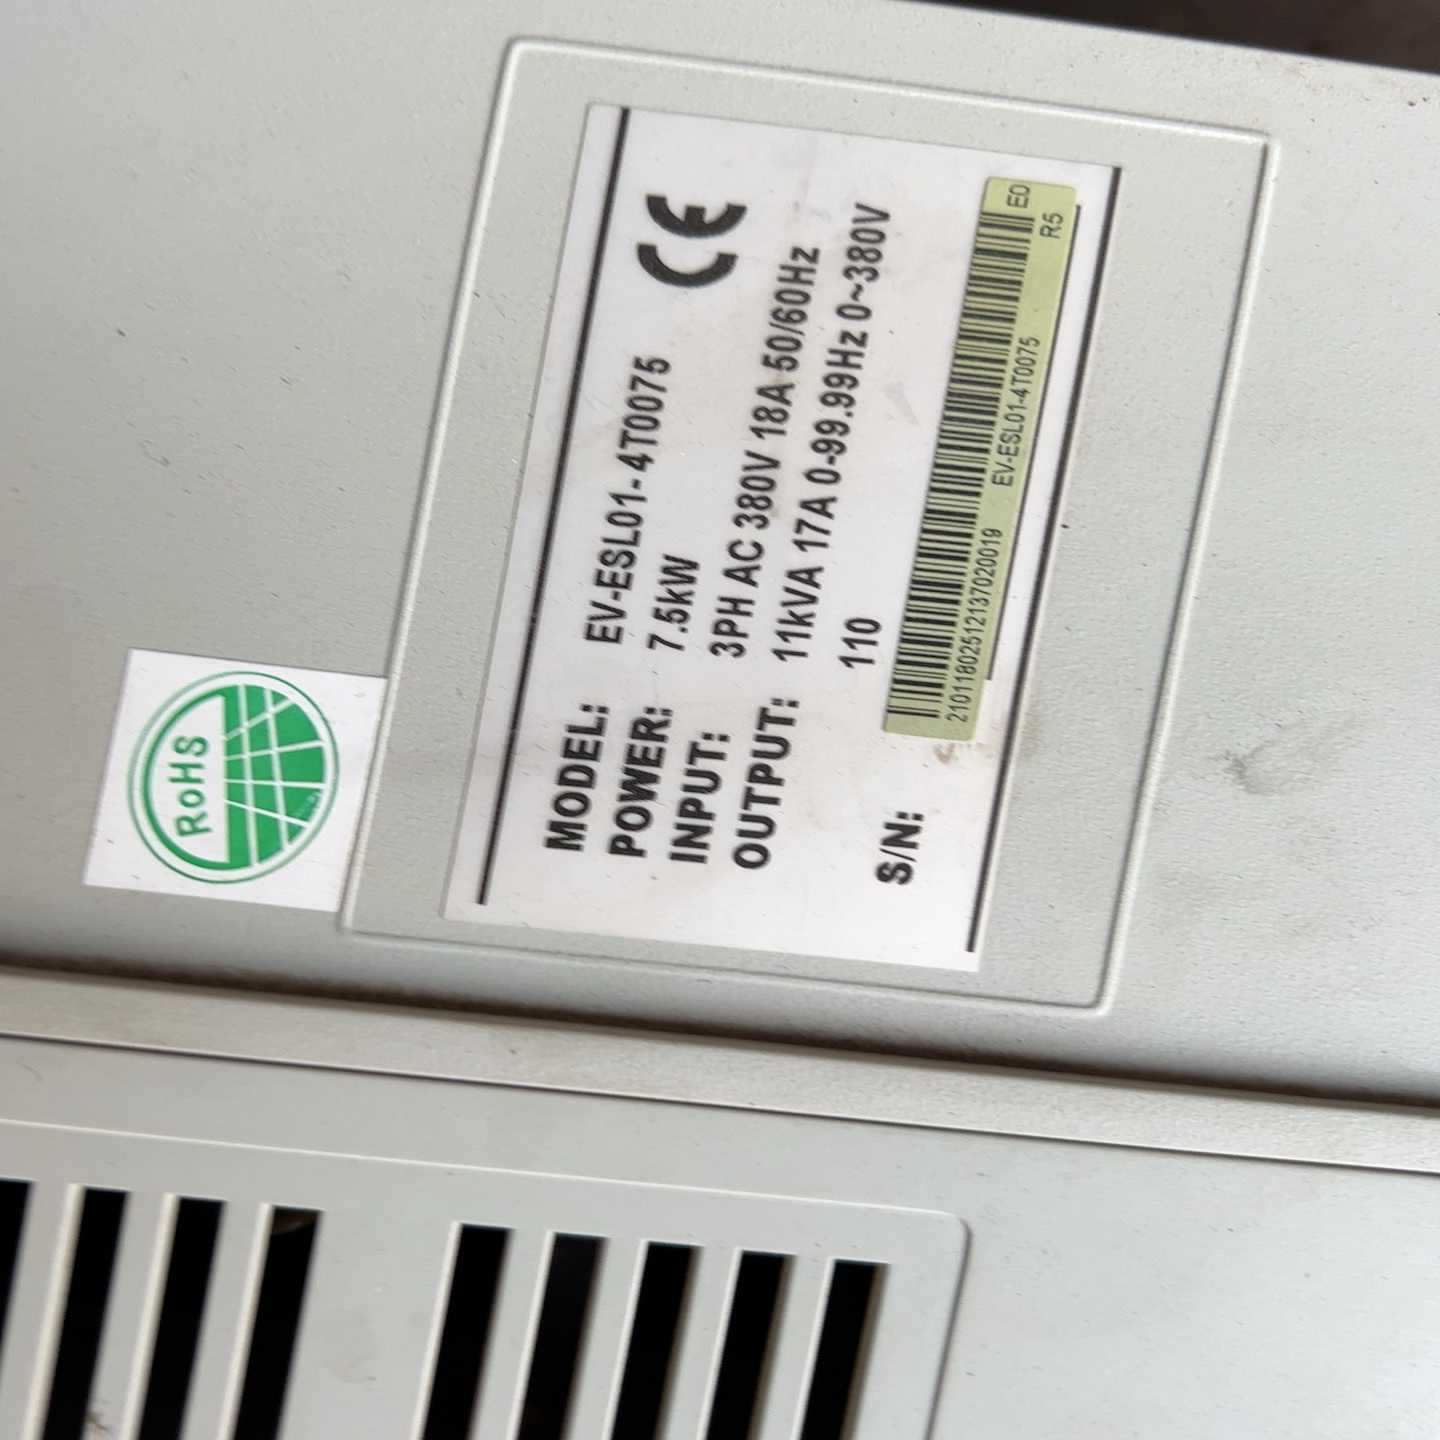 RoHS
CE
MODEL: EV-ESL01-4T0075
POWER: 7.5kW
INPUT: 3PH AC 380V 18A 50/60Hz
OUTPUT: 11kVA 17A 0-99.99Hz 0~380V
110
S/N:
E0
21011802512137020019 EV-ESL01-4T0075 R5